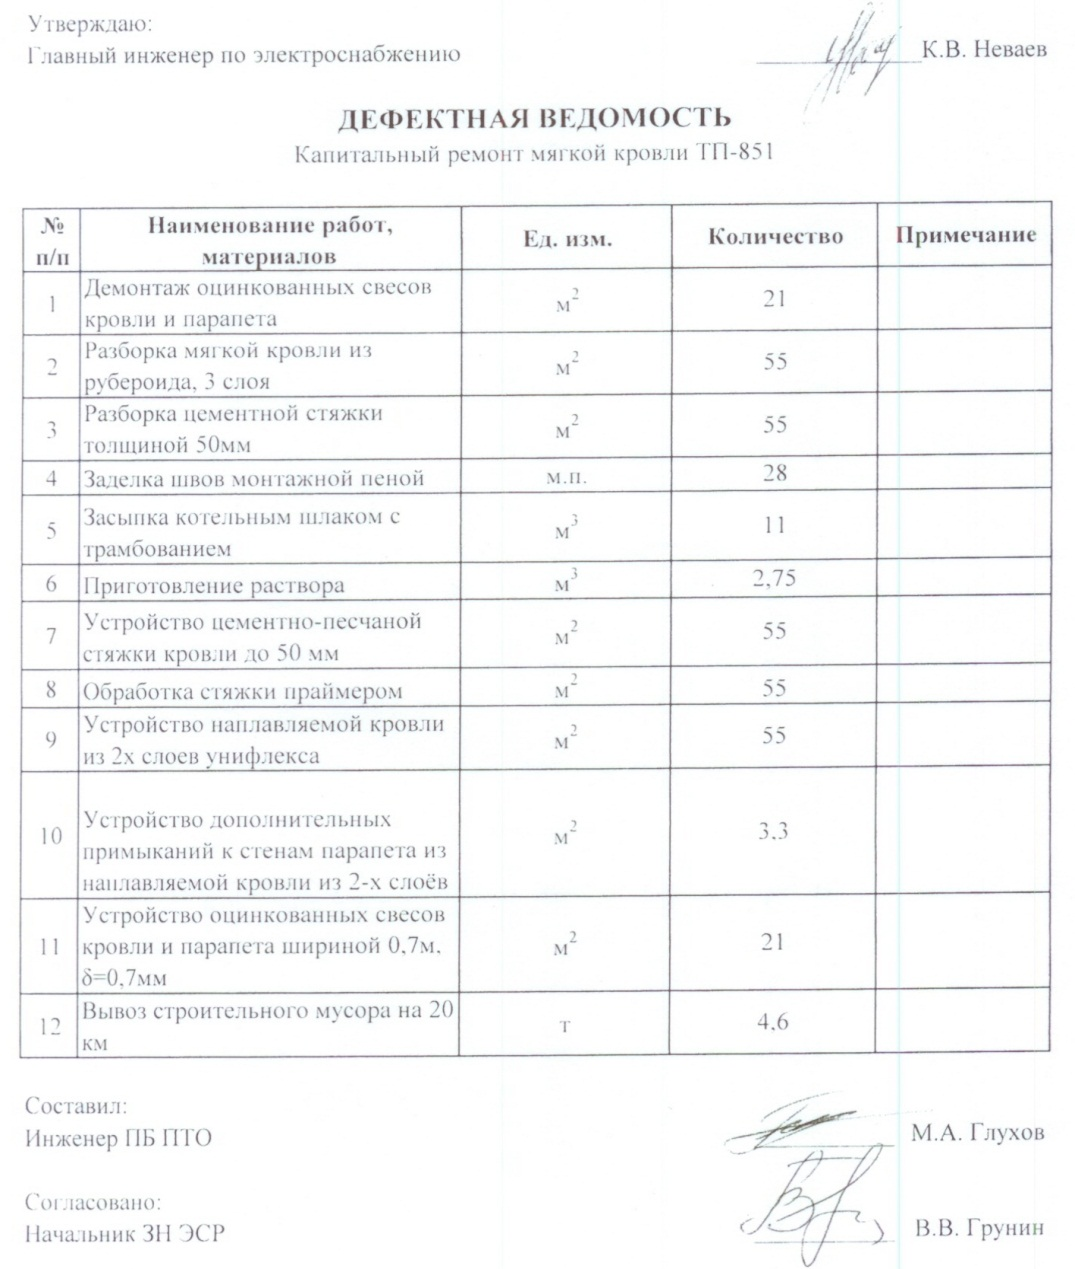 Утверждаю:
Главный инженер по электроснабжению
К.В. Неваев
ДЕФЕКТНАЯ ВЕДОМОСТЬ
Капитальный ремонт мягкой кровли ТП-851
№ п/п
Наименование работ,
материалов
Ед. изм.
Количество
Примечание
1
Демонтаж оцинкованных свесов
кровли и парапета
м²
21
2
Разборка мягкой кровли из
рубероида, 3 слоя
м²
55
3
Разборка цементной стяжки
толщиной 50мм
м²
55
4
Заделка швов монтажной пеной
м.п.
28
5
Засыпка котельным шлаком с
трамбованием
м³
11
6
Приготовление раствора
м³
2,75
7
Устройство цементно-песчаной
стяжки кровли до 50 мм
м²
55
8
Обработка стяжки праймером
м²
55
9
Устройство наплавляемой кровли
из 2х слоев унифлекса
м²
55
10
Устройство дополнительных
примыканий к стенам парапета из
наплавляемой кровли из 2-х слоёв
м²
3,3
11
Устройство оцинкованных свесов
кровли и парапета шириной 0,7м,
δ=0,7мм
м²
21
12
Вывоз строительного мусора на 20
км
т
4,6
Составил:
Инженер ПБ ПТО
М.А. Глухов
Согласовано:
Начальник ЗН ЭСР
В.В. Грунин